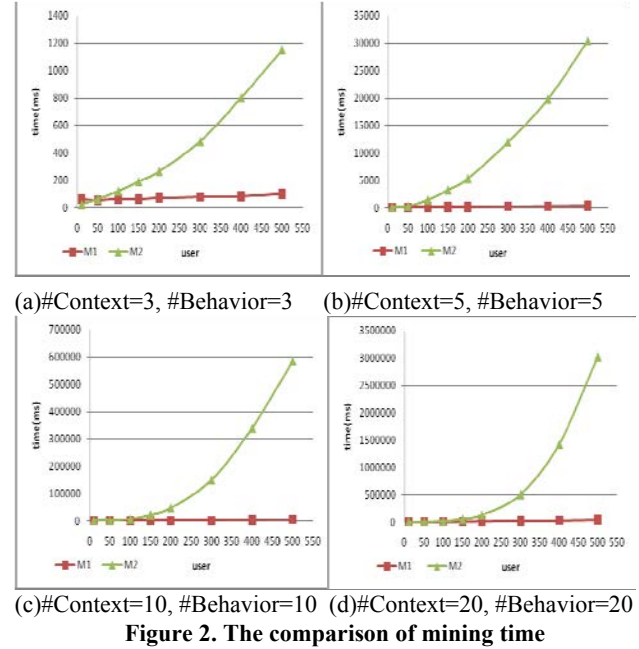 1400
1200
1000
800
600
400
200
0
time(ms)
0 50 100 150 200 250 300 350 400 450 500 550
M1 M2 user
35000
30000
25000
20000
15000
10000
5000
0
time(ms)
0 50 100 150 200 250 300 350 400 450 500 550
M1 M2 user
(a)#Context=3, #Behavior=3 (b)#Context=5, #Behavior=5
700000
600000
500000
400000
300000
200000
100000
0
time(ms)
0 50 100 150 200 250 300 350 400 450 500 550
M1 M2 user
3500000
3000000
2500000
2000000
1500000
1000000
500000
0
time(ms)
0 50 100 150 200 250 300 350 400 450 500 550
M1 M2 user
(c)#Context=10, #Behavior=10 (d)#Context=20, #Behavior=20
Figure 2. The comparison of mining time